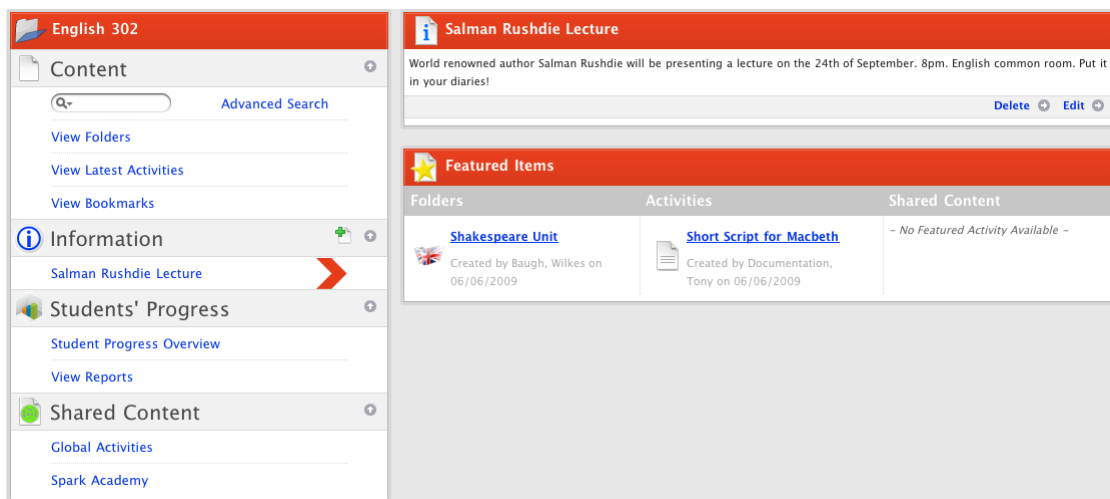 English 302
Content
Advanced Search
View Folders
View Latest Activities
View Bookmarks
Information
Salman Rushdie Lecture
Students' Progress
Student Progress Overview
View Reports
Shared Content
Global Activities
Spark Academy
Salman Rushdie Lecture
World renowned author Salman Rushdie will be presenting a lecture on the 24th of September. 8pm. English common room. Put it
in your diaries!
Delete Edit
Featured Items
Folders Activities Shared Content
Shakespeare Unit
Created by Baugh, Wilkes on
06/06/2009
Short Script for Macbeth
Created by Documentation,
Tony on 06/06/2009
– No Featured Activity Available –